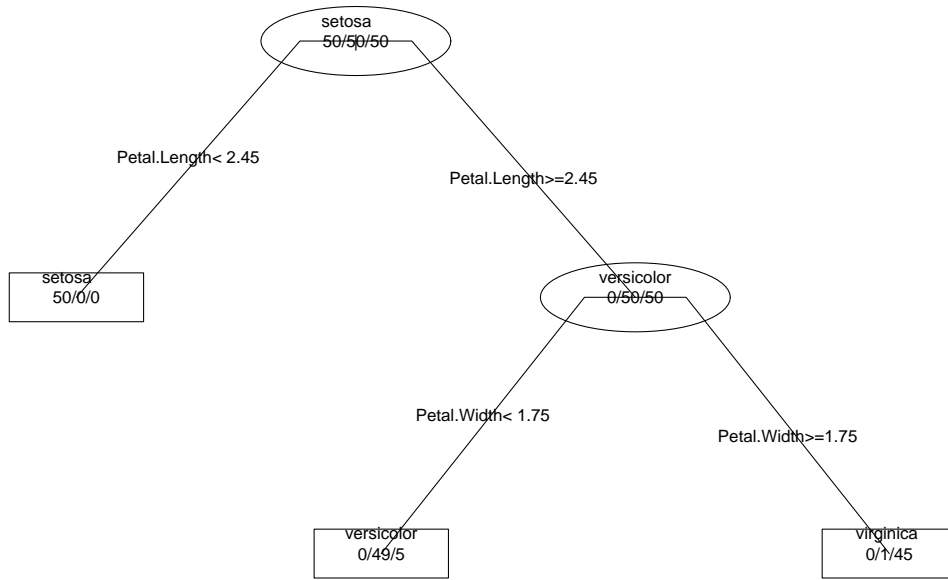 setosa
50/50/50
Petal.Length< 2.45
Petal.Length>=2.45
setosa
50/0/0
versicolor
0/50/50
Petal.Width< 1.75
Petal.Width>=1.75
versicolor
0/49/5
virginica
0/1/45